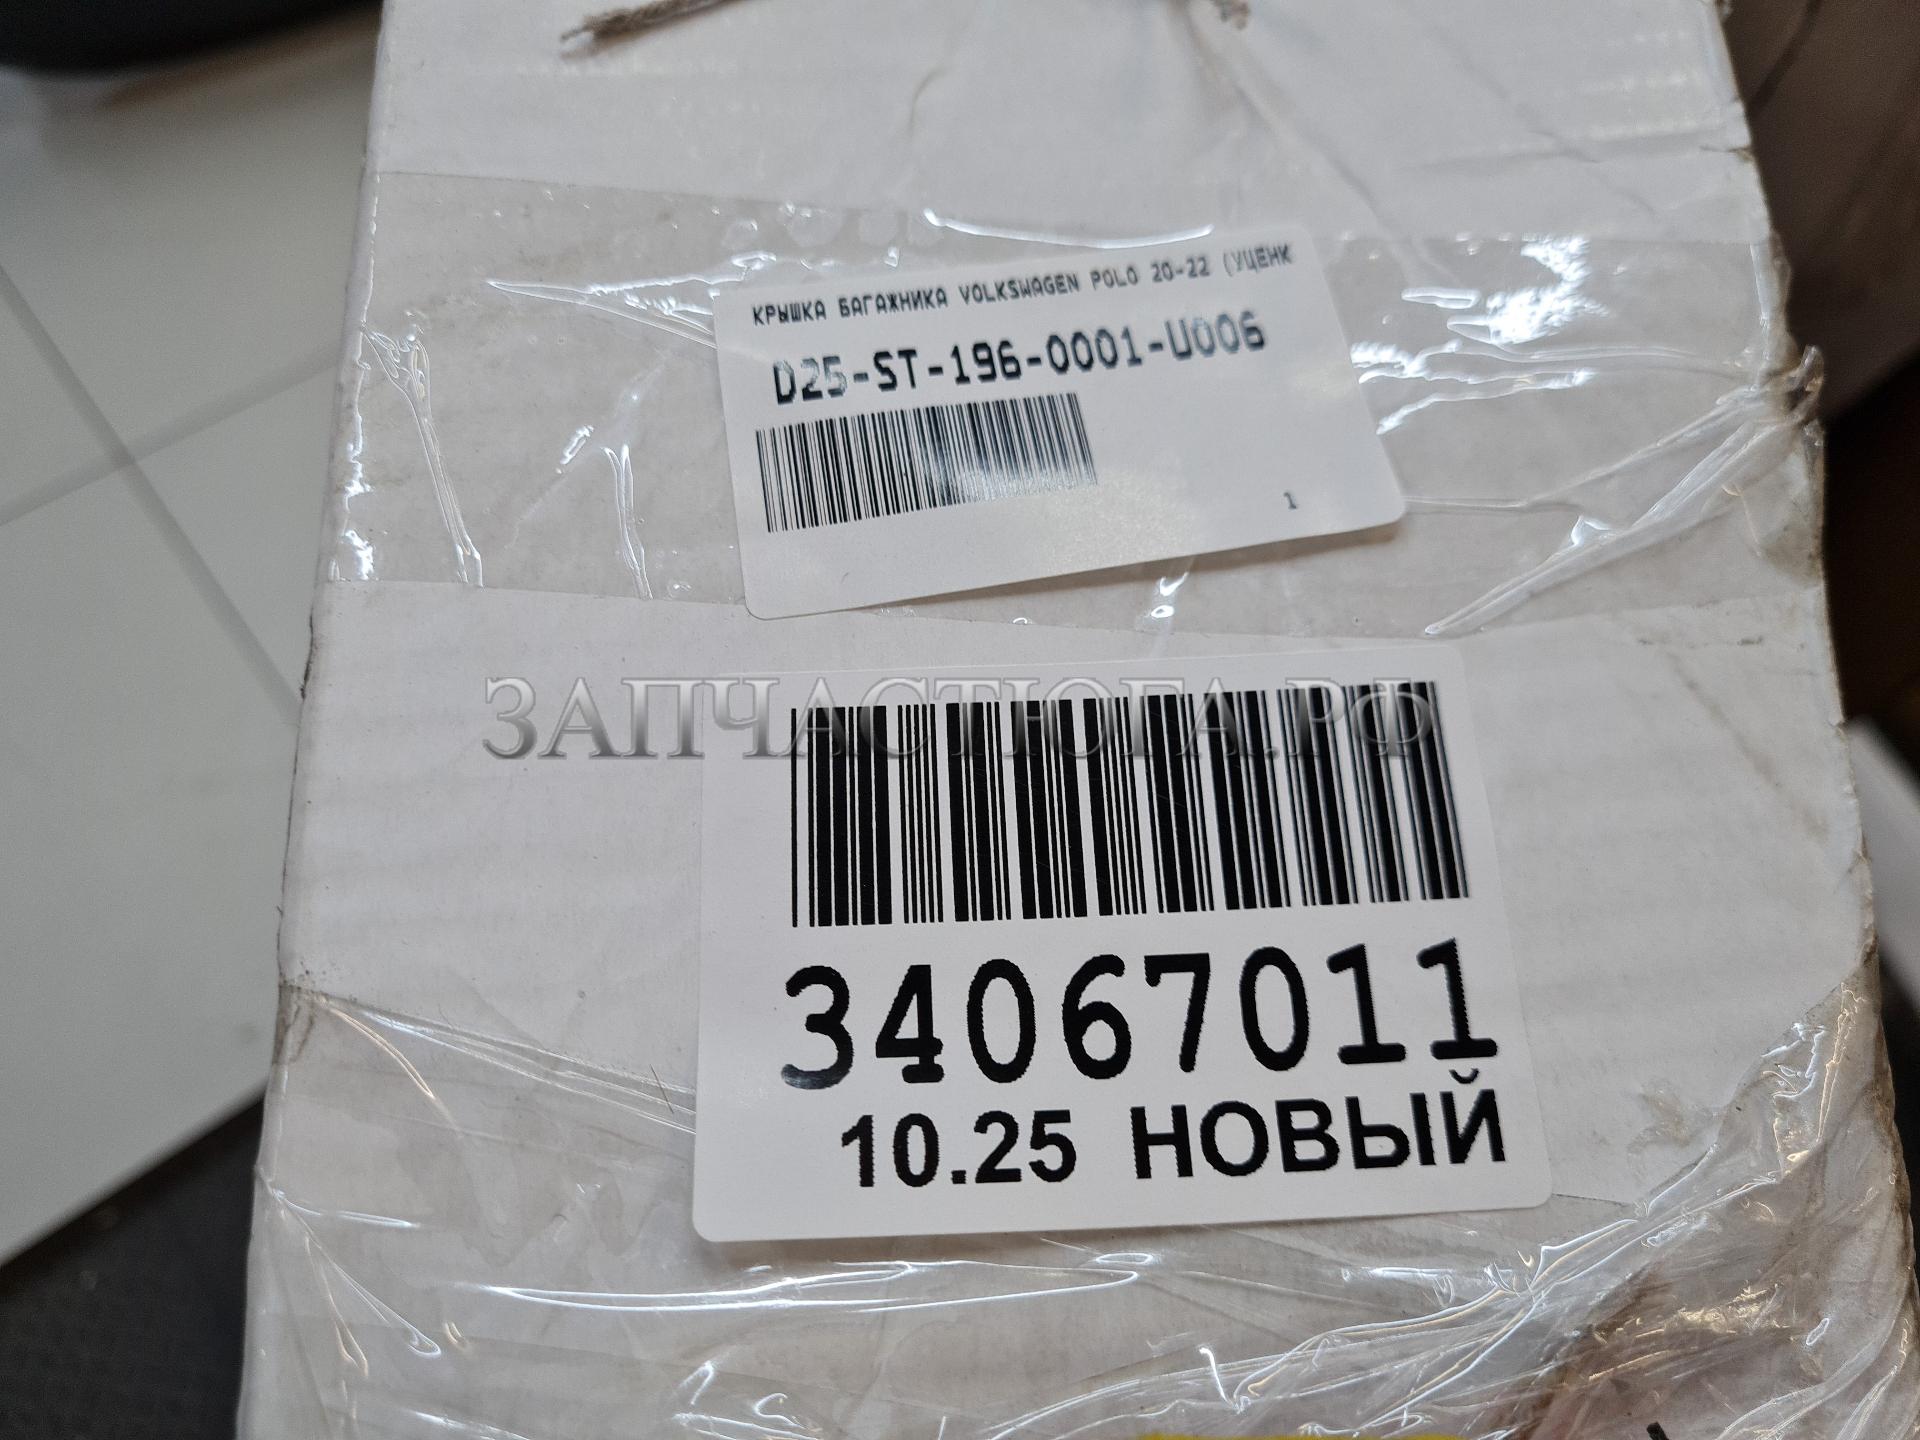 КРЫШКА БАГАЖНИКА VOLKSWAGEN POLO 20-22 (УЦЕНК
D25-ST-196-0001-U006
1
ЗАПЧАСТЮГА.РФ
34067011
10.25 НОВЫЙ